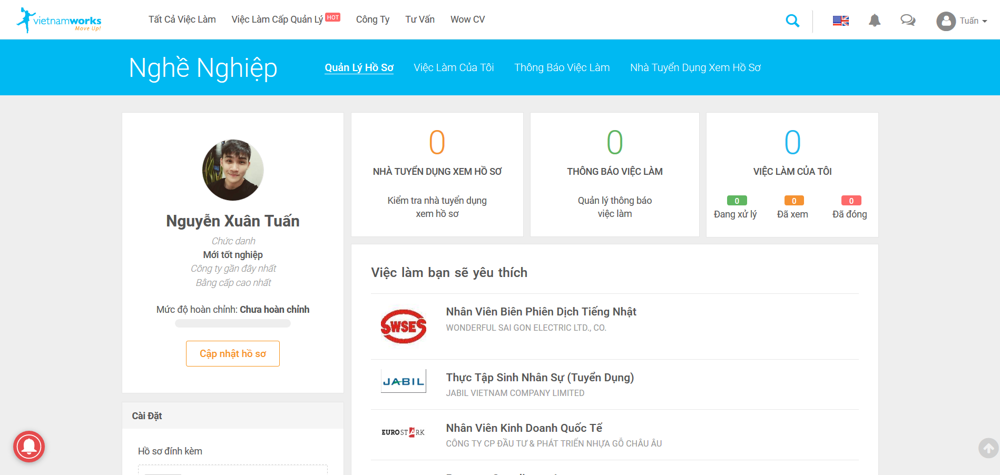 vietnamworks
Move Up!
Tất Cả Việc Làm
Việc Làm Cấp Quản Lý HOT
Công Ty
Tư Vấn
Wow CV
Tuấn
Nghề Nghiệp
Quản Lý Hồ Sơ
Việc Làm Của Tôi
Thông Báo Việc Làm
Nhà Tuyển Dụng Xem Hồ Sơ
Nguyễn Xuân Tuấn
Chức danh
Mới tốt nghiệp
Công ty gần đây nhất
Bằng cấp cao nhất
Mức độ hoàn chỉnh: Chưa hoàn chỉnh
Cập nhật hồ sơ
Cài Đặt
Hồ sơ đính kèm
0
NHÀ TUYỂN DỤNG XEM HỒ SƠ
Kiểm tra nhà tuyển dụng
xem hồ sơ
0
THÔNG BÁO VIỆC LÀM
Quản lý thông báo
việc làm
0
VIỆC LÀM CỦA TÔI
0 0 0
Đang xử lý Đã xem Đã đóng
Việc làm bạn sẽ yêu thích
SWSES
Nhân Viên Biên Phiên Dịch Tiếng Nhật
WONDERFUL SAI GON ELECTRIC LTD., CO.
JABIL
Thực Tập Sinh Nhân Sự (Tuyển Dụng)
JABIL VIETNAM COMPANY LIMITED
EUROSTARK
Nhân Viên Kinh Doanh Quốc Tế
CÔNG TY CP ĐẦU TƯ & PHÁT TRIỂN NHỰA GỖ CHÂU ÂU